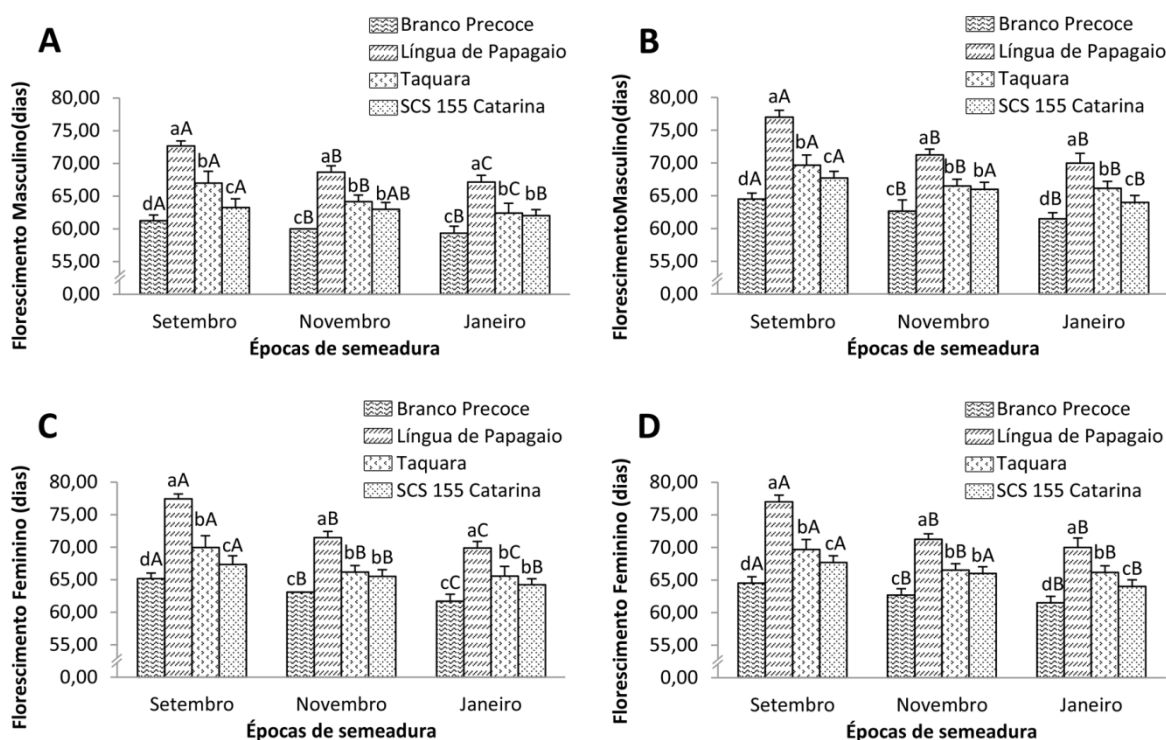 A
Branco Precoce
Língua de Papagaio
Taquara
SCS 155 Catarina
Florescimento Masculino(dias)
80,00
75,00
70,00
65,00
60,00
55,00
0,00
dA aA bA cA
cB aB bB bAB
cB aC bC bB
Setembro Novembro Janeiro
Épocas de semeadura
B
Branco Precoce
Língua de Papagaio
Taquara
SCS 155 Catarina
FlorescimentoMasculino(dias)
80,00
75,00
70,00
65,00
60,00
55,00
0,00
dA aA bA cA
cB aB bB bA
dB aB bB cB
Setembro Novembro Janeiro
Épocas de semeadura
C
Branco Precoce
Língua de Papagaio
Taquara
SCS 155 Catarina
Florescimento Feminino (dias)
80,00
75,00
70,00
65,00
60,00
55,00
0,00
dA aA bA cA
cB aB bB bB
cC aC bC bB
Setembro Novembro Janeiro
Épocas de semeadura
D
Branco Precoce
Língua de Papagaio
Taquara
SCS 155 Catarina
Florescimento Feminino (dias)
80,00
75,00
70,00
65,00
60,00
55,00
0,00
dA aA bA cA
cB aB bB bA
dB aB bB cB
Setembro Novembro Janeiro
Épocas de semeadura